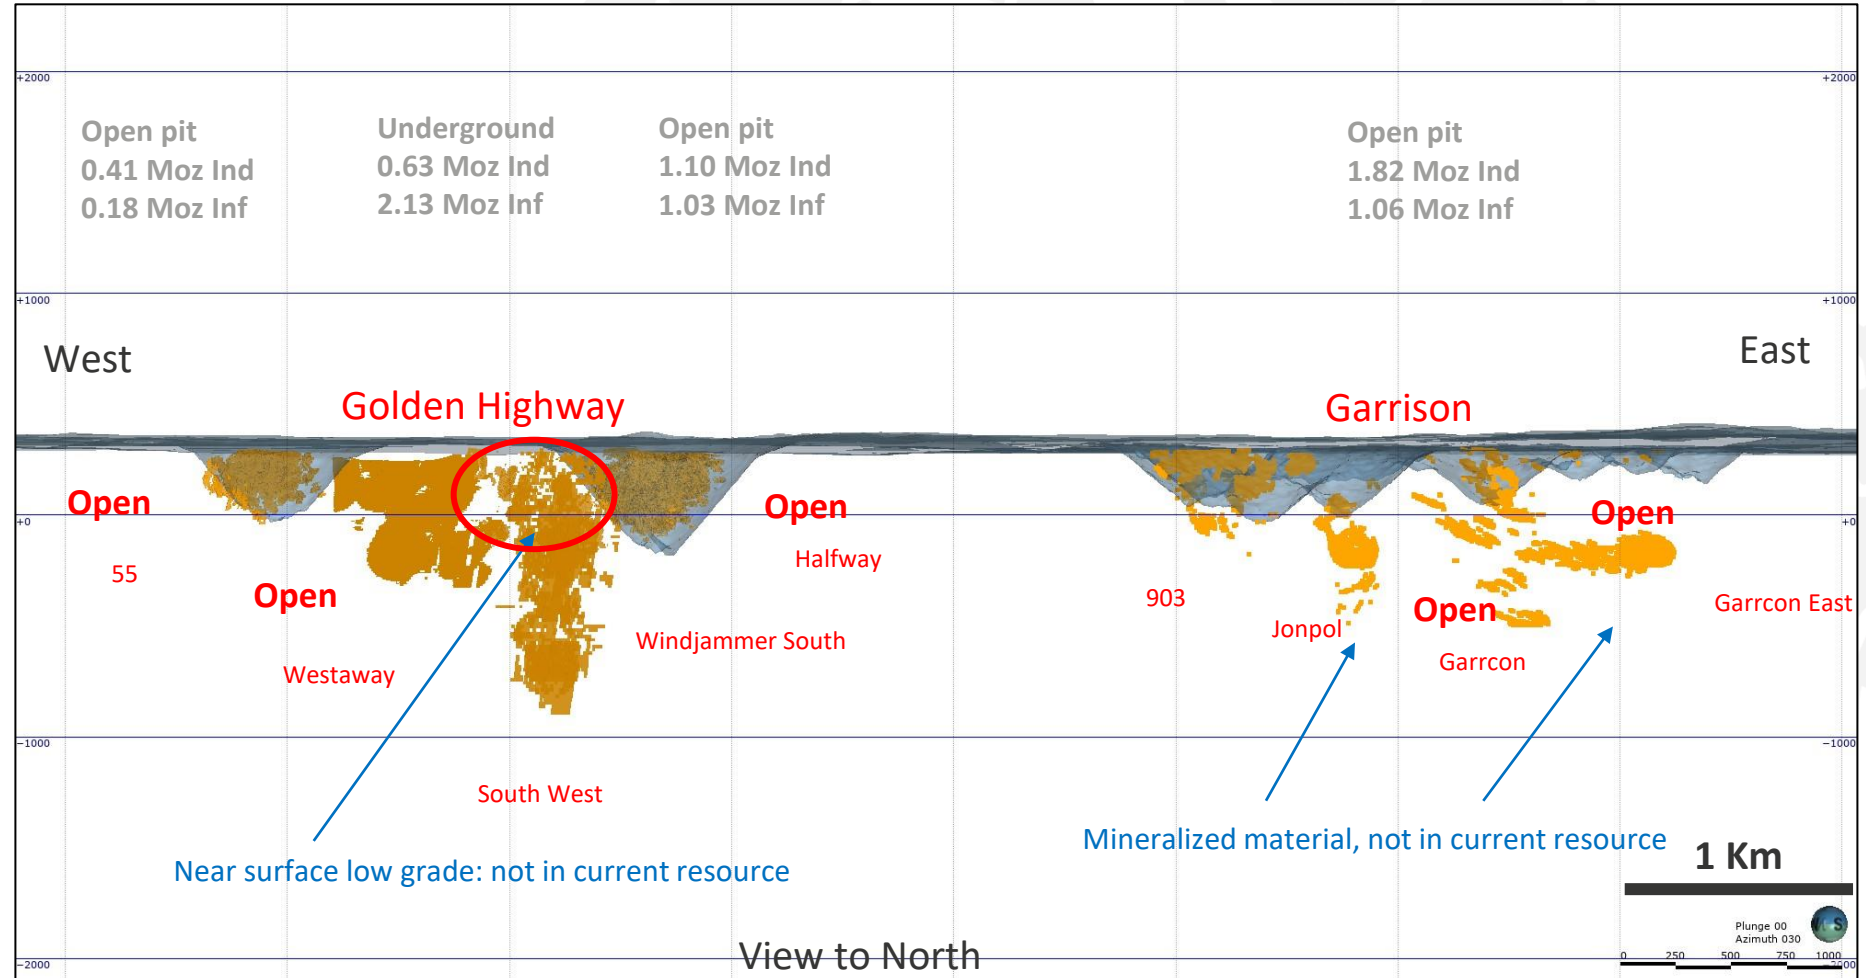 +2000
+2000
Open pit
0.41 Moz Ind
0.18 Moz Inf
Underground
0.63 Moz Ind
2.13 Moz Inf
Open pit
1.10 Moz Ind
1.03 Moz Inf
Open pit
1.82 Moz Ind
1.06 Moz Inf
+1000
+1000
West
East
Golden Highway
Garrison
Open
Open
Open
+0
+0
Halfway
55
Open
903
Open
Garrcon East
Jonpol
Windjammer South
Garrcon
Westaway
-1000
-1000
South West
Near surface low grade: not in current resource
Mineralized material, not in current resource
1 Km
Plunge 00
Azimuth 030
0 250 500 750 1000
View to North
-2000